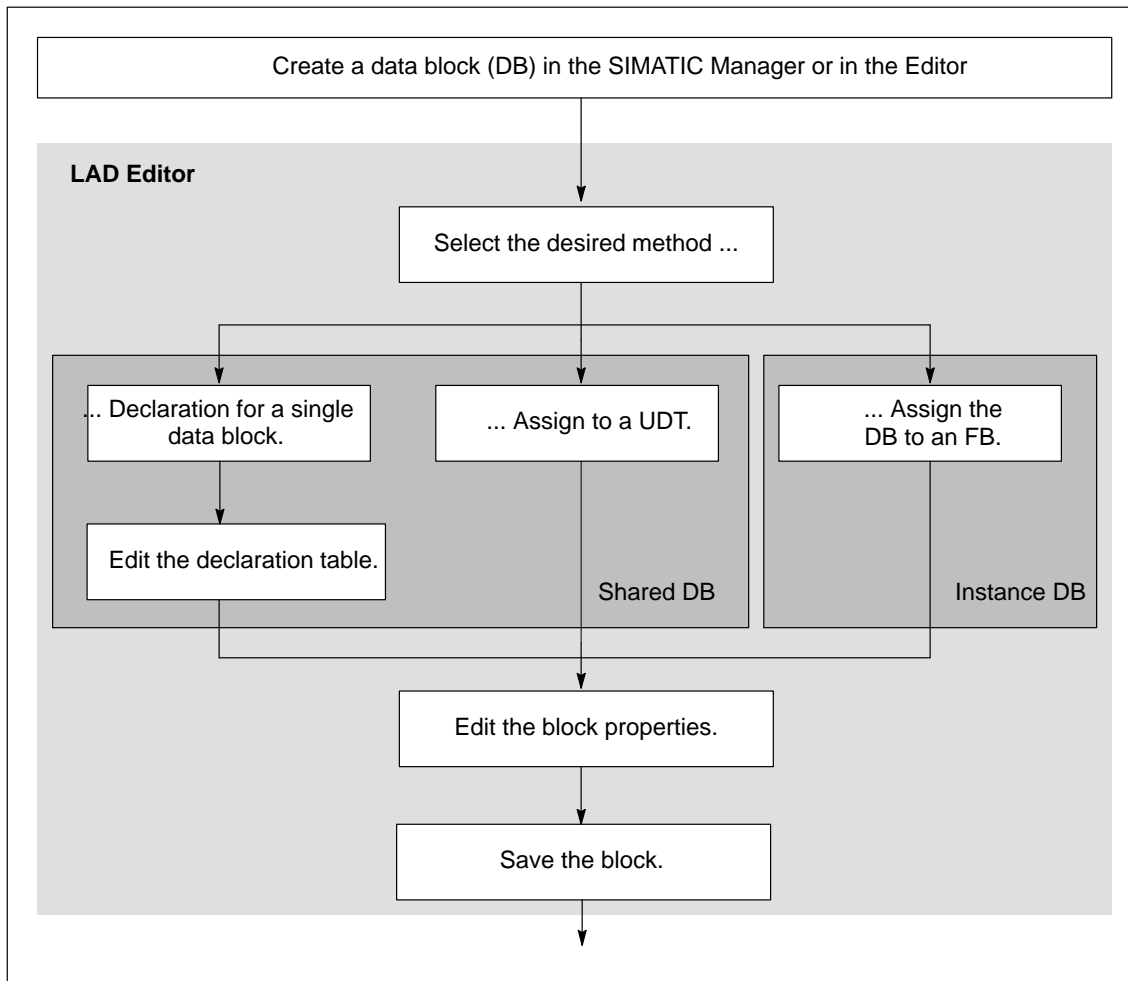 Create a data block (DB) in the SIMATIC Manager or in the Editor
LAD Editor
Select the desired method ...
... Declaration for a single
data block.
... Assign to a UDT.
... Assign the
DB to an FB.
Edit the declaration table.
Shared DB
Instance DB
Edit the block properties.
Save the block.